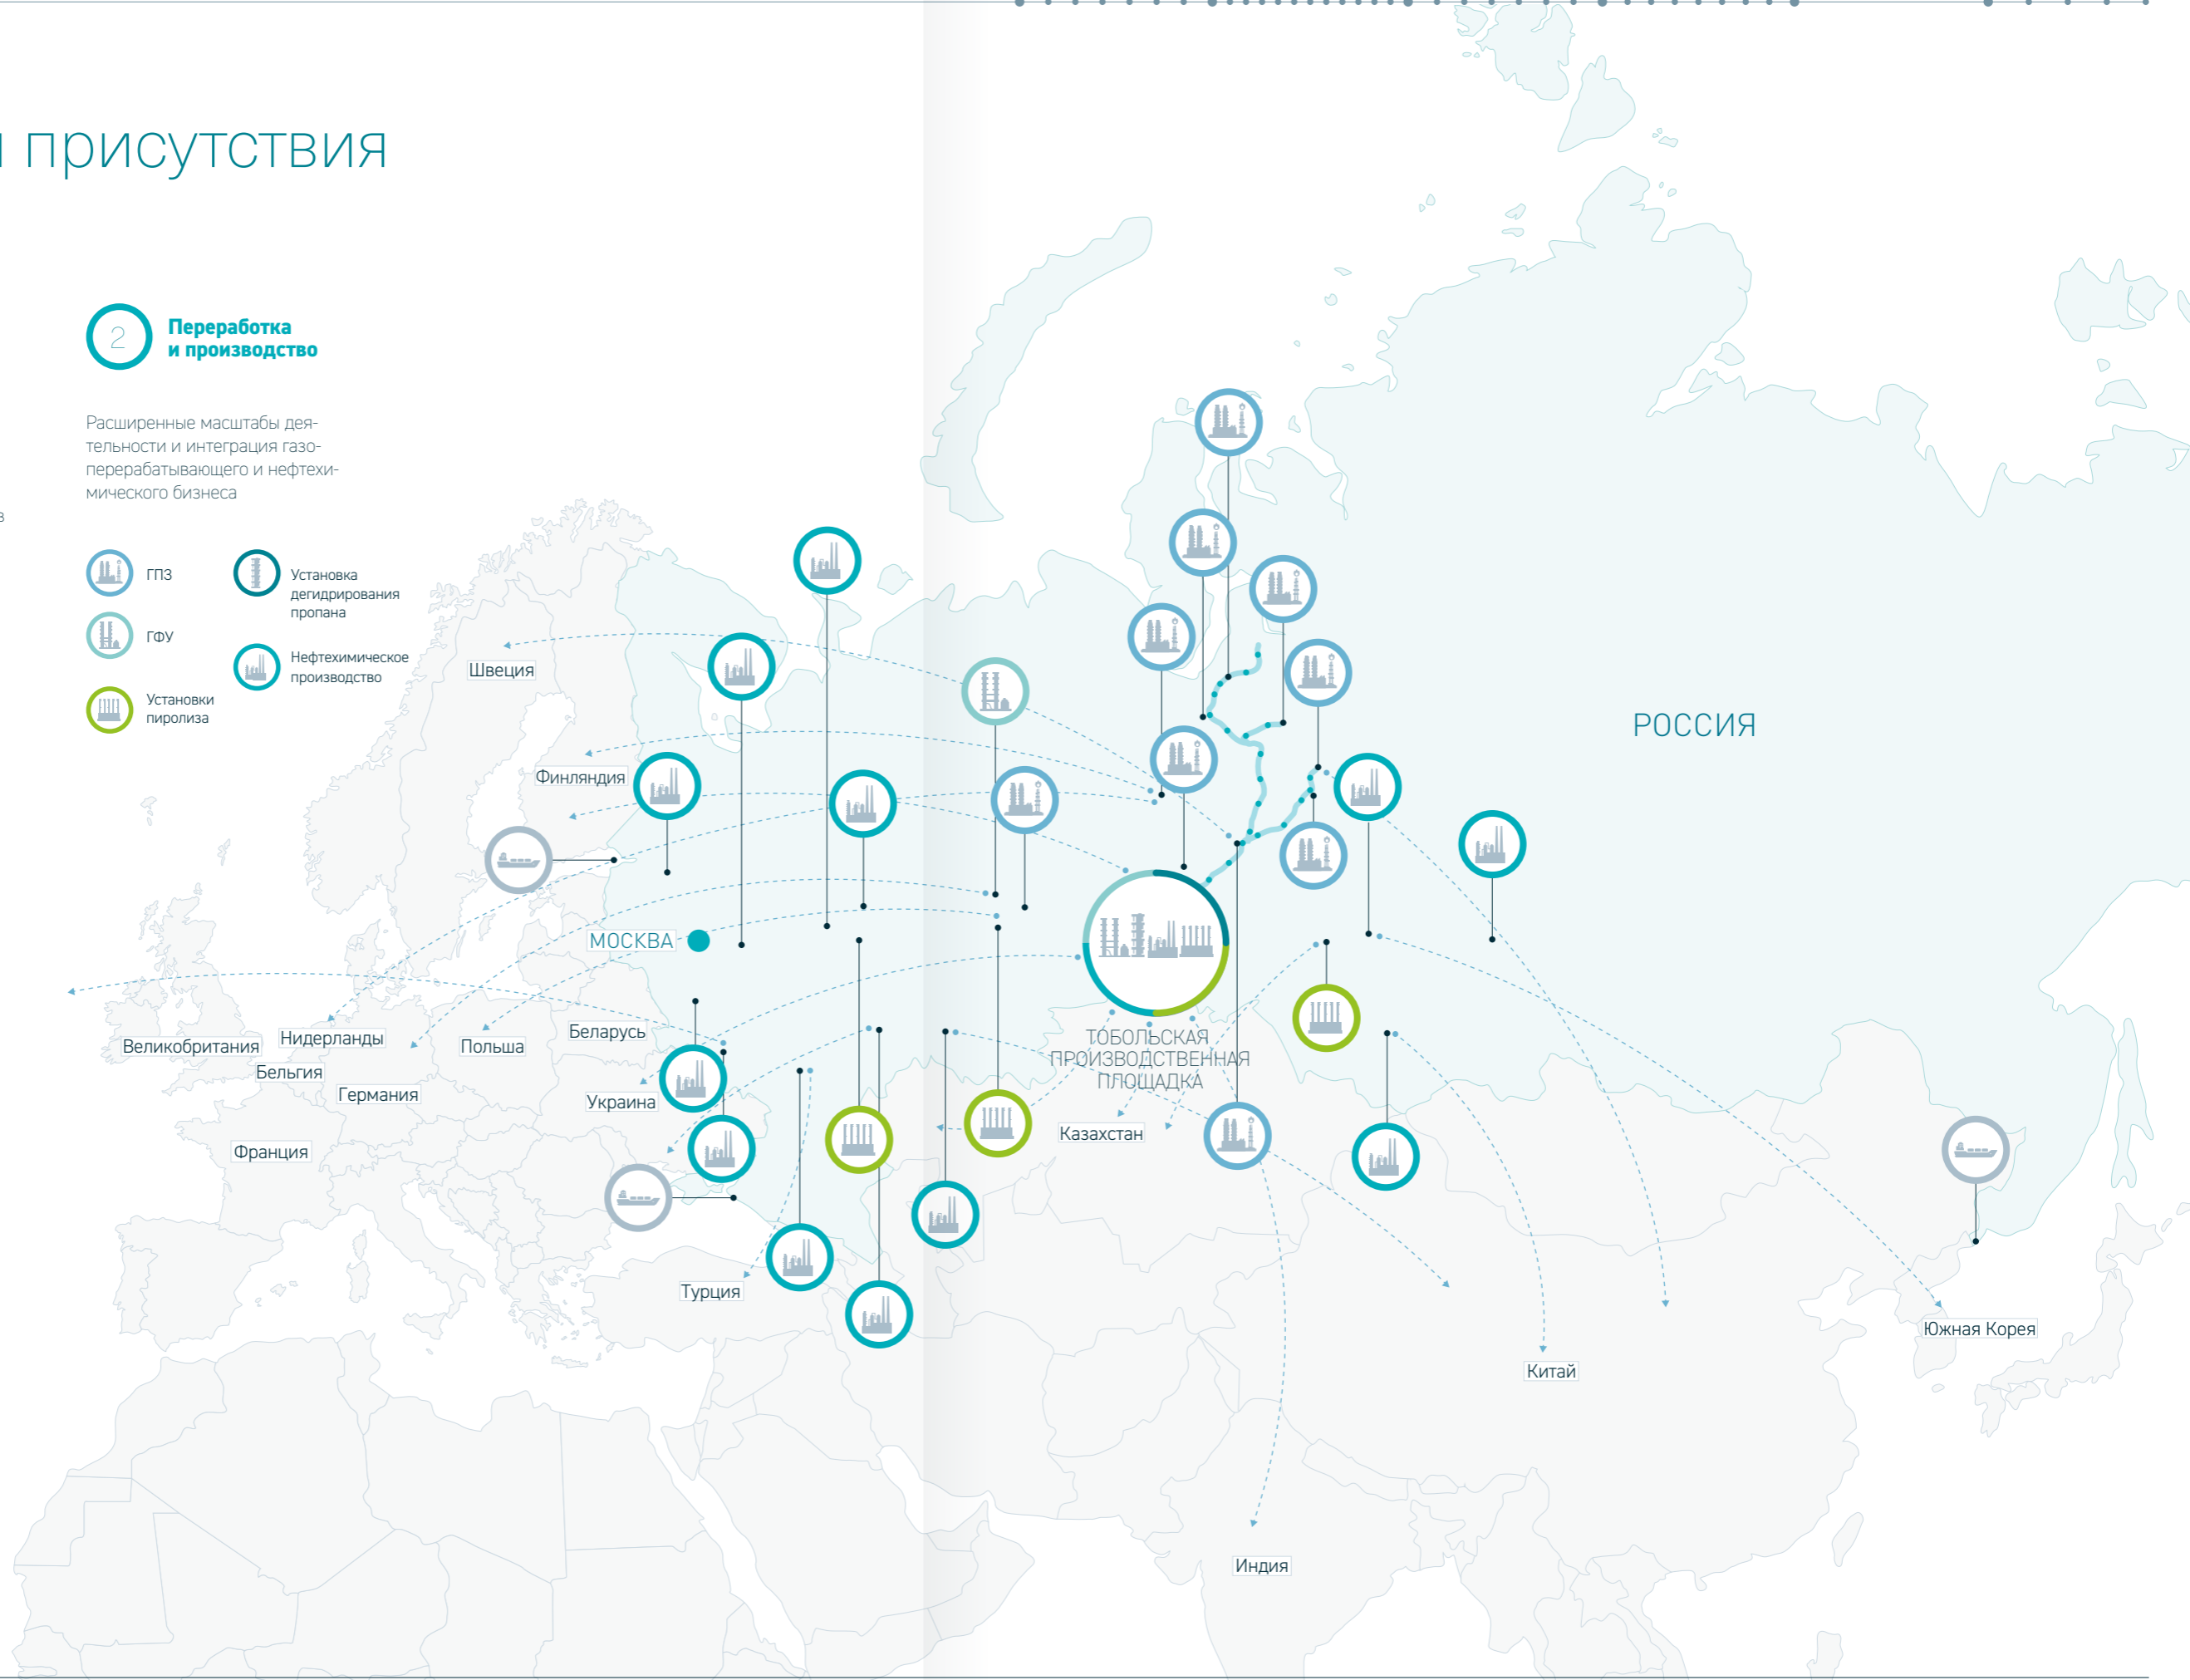 присутствия
2
Переработка
и производство
Расширенные масштабы дея-
тельности и интеграция газо-
перерабатывающего и нефтехи-
мического бизнеса
в
ГПЗ
ГФУ
Установки
пиролиза
Установка
дегидрирования
пропана
Нефтехимическое
производство
Швеция
Финляндия
РОССИЯ
МОСКВА
Беларусь
Великобритания
Нидерланды
Польша
Бельгия
Германия
Украина
Франция
Турция
ТОБОЛЬСКАЯ
ПРОИЗВОДСТВЕННАЯ
ПЛОЩАДКА
Казахстан
Южная Корея
Китай
Индия